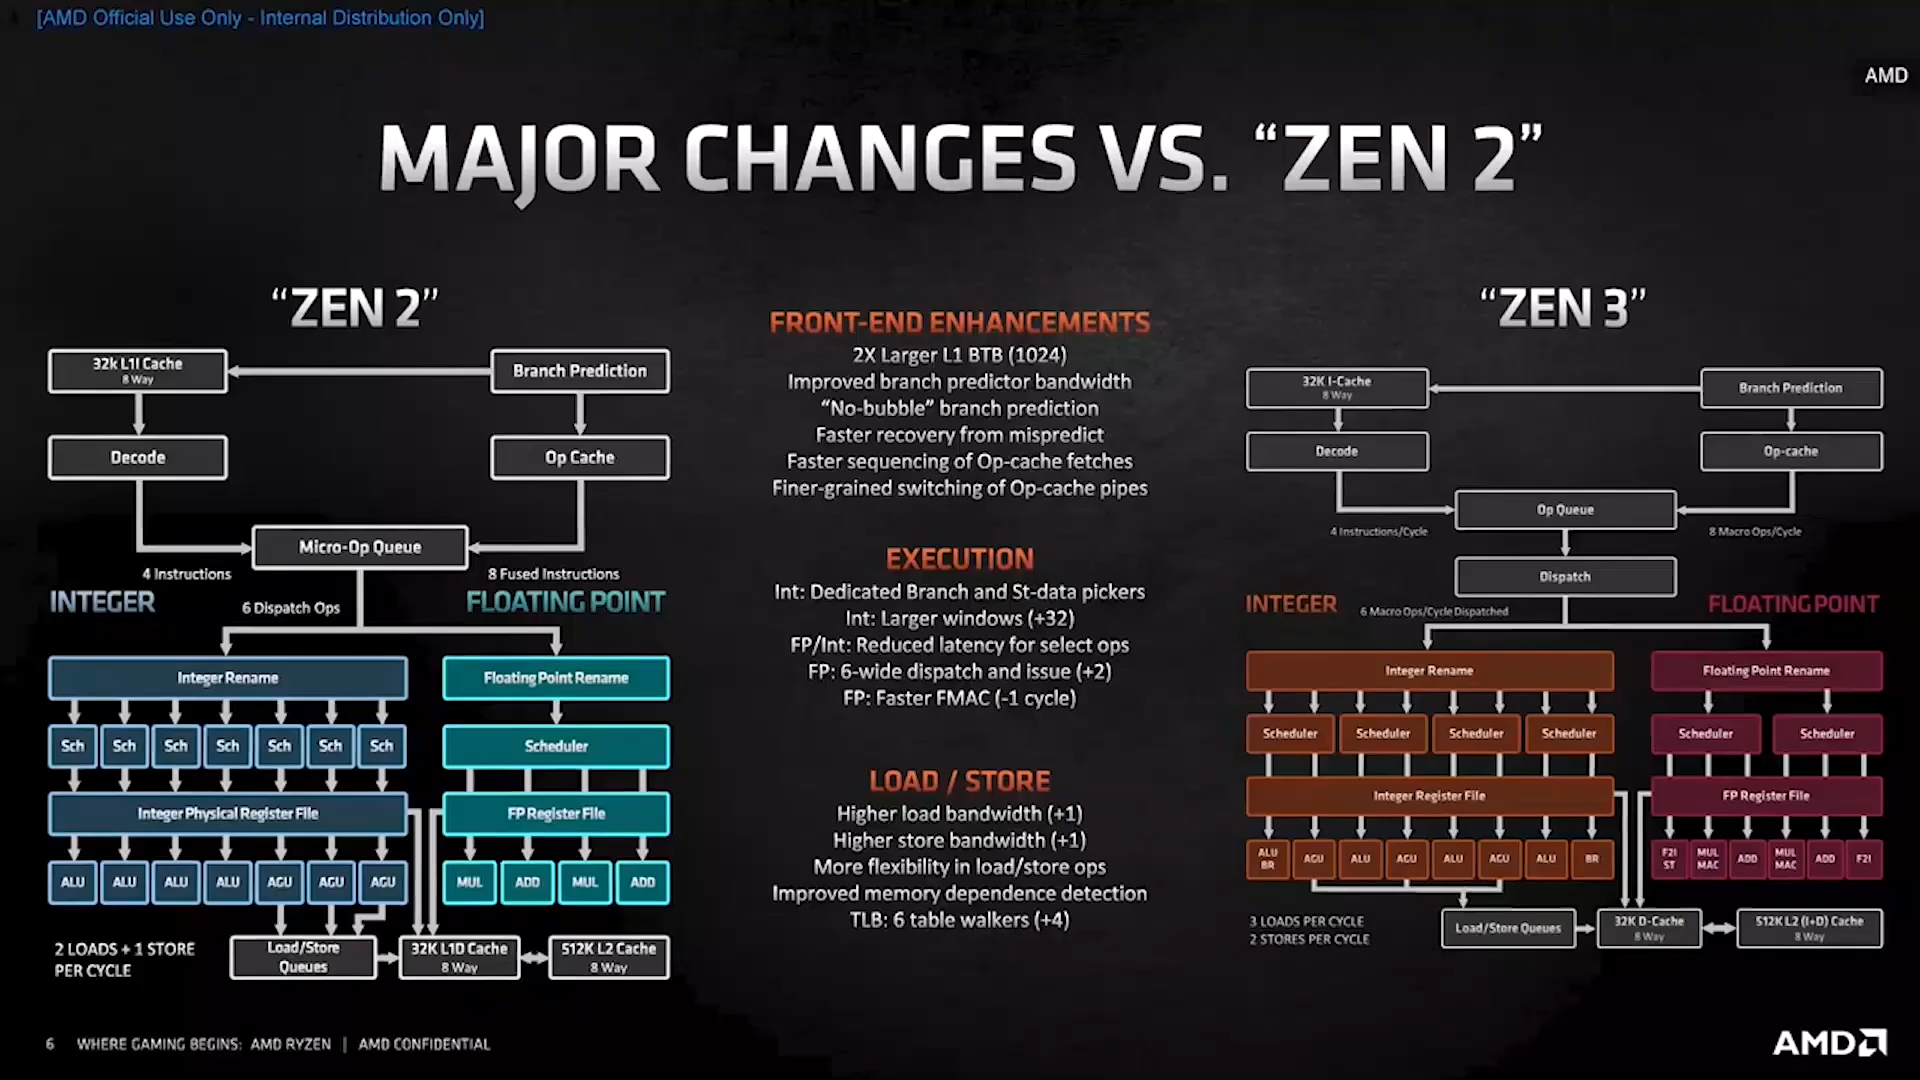 [AMD Official Use Only - Internal Distribution Only]
AMD
MAJOR CHANGES VS. “ZEN 2”
“ZEN 2”
32k L1I Cache
8 Way
Branch Prediction
Decode
Op Cache
Micro-Op Queue
4 Instructions
8 Fused Instructions
INTEGER
6 Dispatch Ops
FLOATING POINT
Integer Rename
Floating Point Rename
Sch Sch Sch Sch Sch Sch Sch
Scheduler
Integer Physical Register File
FP Register File
ALU ALU ALU ALU AGU AGU AGU
MUL ADD MUL ADD
2 LOADS + 1 STORE
PER CYCLE
Load/Store
Queues
32K L1D Cache
8 Way
512K L2 Cache
8 Way
FRONT-END ENHANCEMENTS
2X Larger L1 BTB (1024)
Improved branch predictor bandwidth
“No-bubble” branch prediction
Faster recovery from mispredict
Faster sequencing of Op-cache fetches
Finer-grained switching of Op-cache pipes
EXECUTION
Int: Dedicated Branch and St-data pickers
Int: Larger windows (+32)
FP/Int: Reduced latency for select ops
FP: 6-wide dispatch and issue (+2)
FP: Faster FMAC (-1 cycle)
LOAD / STORE
Higher load bandwidth (+1)
Higher store bandwidth (+1)
More flexibility in load/store ops
Improved memory dependence detection
TLB: 6 table walkers (+4)
“ZEN 3”
32K I-Cache
8 Way
Branch Prediction
Decode
Op-cache
Op Queue
4 Instructions/Cycle
8 Macro Ops/Cycle
Dispatch
INTEGER
6 Macro Ops/Cycle Dispatched
FLOATING POINT
Integer Rename
Floating Point Rename
Scheduler Scheduler Scheduler Scheduler
Scheduler Scheduler
Integer Register File
FP Register File
ALU BR
AGU
ALU
AGU
ALU
AGU
ALU
BR
F2I ST
MUL MAC
ADD
MUL MAC
ADD
F2I
3 LOADS PER CYCLE
2 STORES PER CYCLE
Load/Store Queues
32K D-Cache
8 Way
512K L2 (I+D) Cache
8 Way
6 WHERE GAMING BEGINS: AMD RYZEN | AMD CONFIDENTIAL
AMD